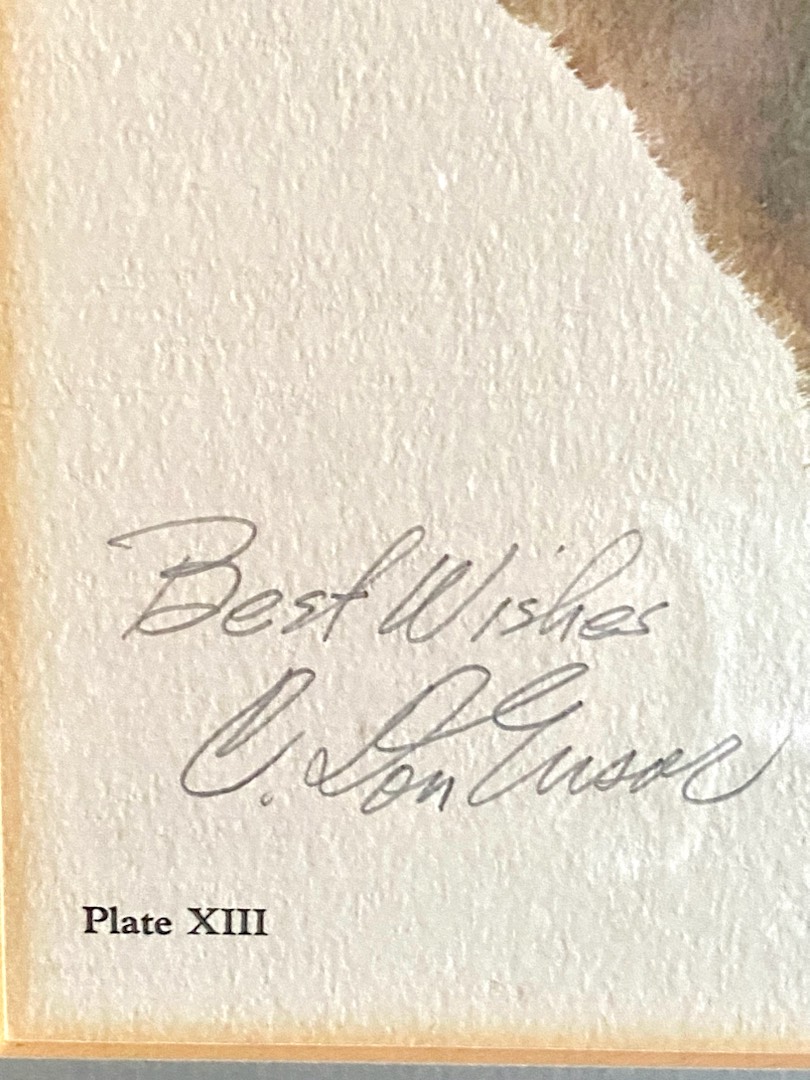 Best Wishes
C. Don Ensor
Plate XIII